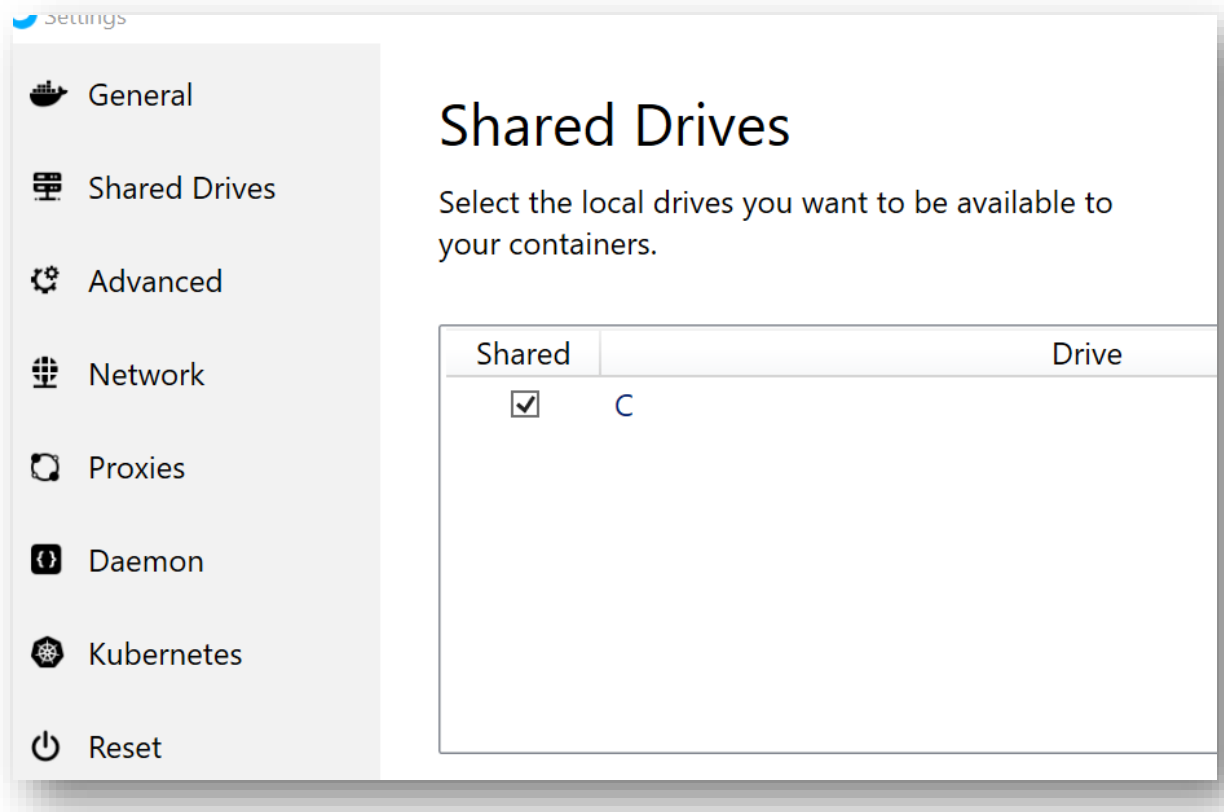 Settings
General
Shared Drives
Advanced
Network
Proxies
Daemon
Kubernetes
Reset
Shared Drives
Select the local drives you want to be available to
your containers.
Shared Drive
C